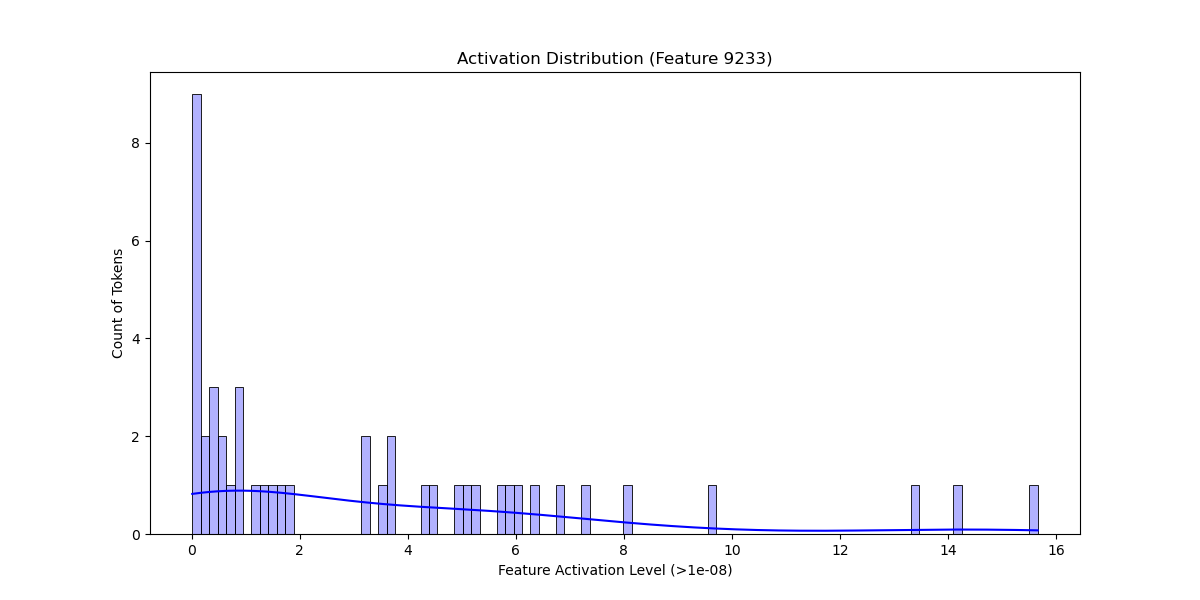 Activation Distribution (Feature 9233)
Count of Tokens
8
6
4
2
0
0 2 4 6 8 10 12 14 16
Feature Activation Level (>1e-08)